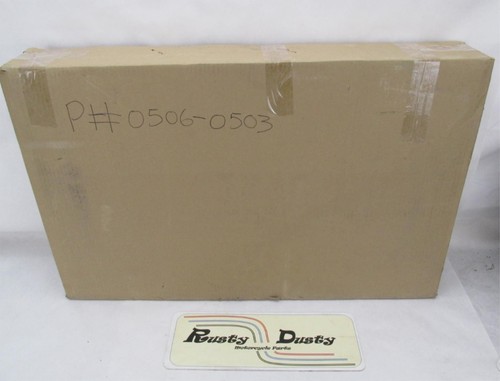 P# 0506-0503
Rusty Dusty
Motorcycle Parts